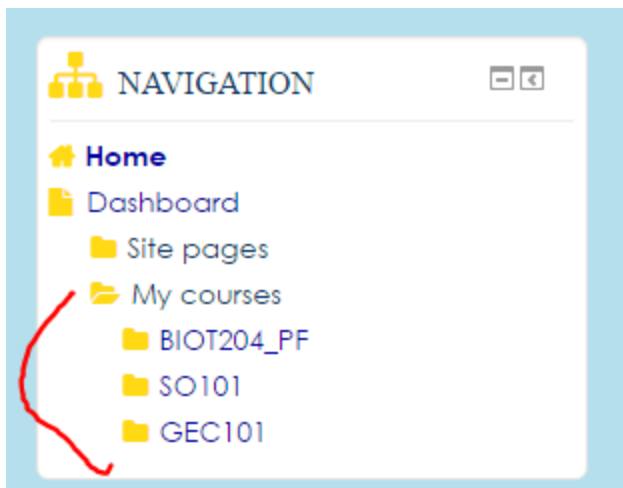 NAVIGATION
Home
Dashboard
Site pages
My courses
BIOT204_PF
SO101
GEC101